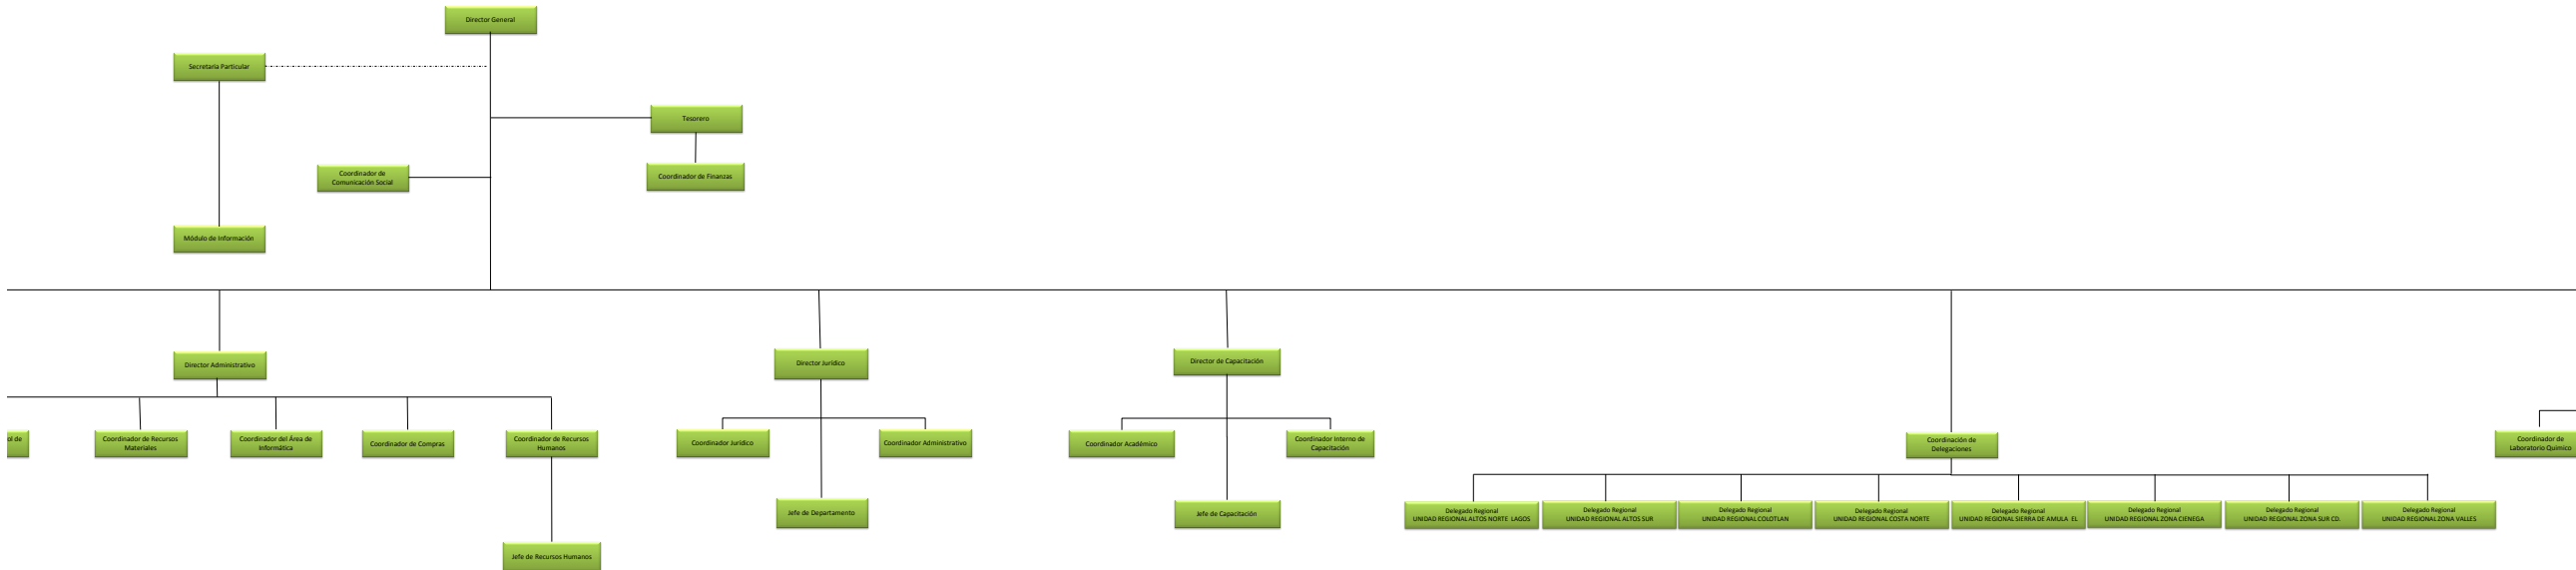 Director General
Secretaria Particular
Tesorero
Coordinador de
Comunicación Social
Coordinador de Finanzas
Módulo de Información
Director Administrativo
Director Jurídico
Director de Capacitación
ol de
Coordinador de Recursos
Materiales
Coordinador del Área de
Informática
Coordinador de Compras
Coordinador de Recursos
Humanos
Coordinador Jurídico
Coordinador Administrativo
Coordinador Académico
Coordinador Interno de
Capacitación
Coordinación de
Delegaciones
Coordinador de
Laboratorio Químico
Jefe de Departamento
Jefe de Capacitación
Delegado Regional
UNIDAD REGIONAL ALTOS NORTE LAGOS
Delegado Regional
UNIDAD REGIONAL ALTOS SUR
Delegado Regional
UNIDAD REGIONAL COLOTLAN
Delegado Regional
UNIDAD REGIONAL COSTA NORTE
Delegado Regional
UNIDAD REGIONAL SIERRA DE AMULA EL
Delegado Regional
UNIDAD REGIONAL ZONA CIENEGA
Delegado Regional
UNIDAD REGIONAL ZONA SUR CD.
Delegado Regional
UNIDAD REGIONAL ZONA VALLES
Jefe de Recursos Humanos